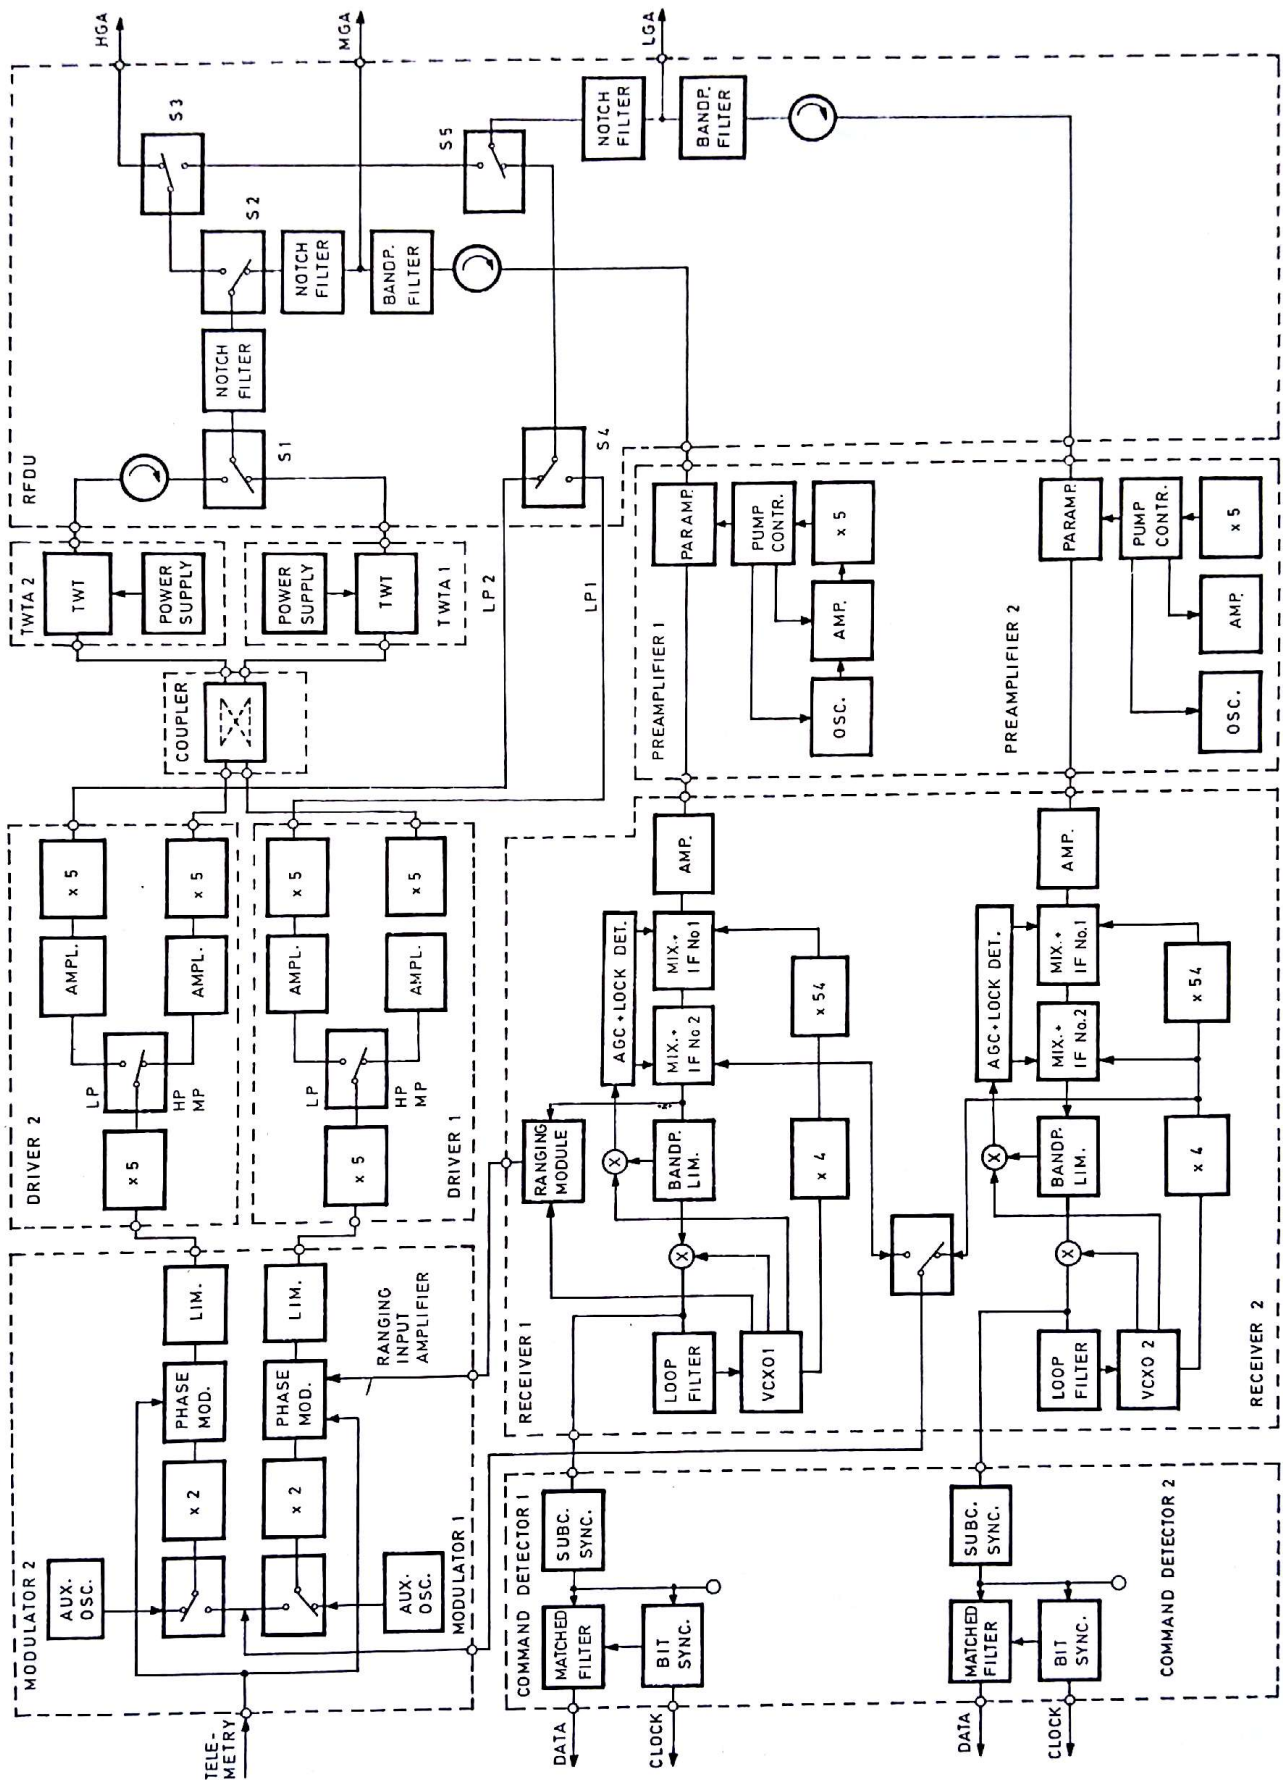 TELE-
METRY
MODULATOR 2
AUX.
OSC.
x 2
PHASE
MOD.
LIM.
x 2
PHASE
MOD.
LIM.
AUX.
OSC.
MODULATOR 1
RANGING
INPUT
AMPLIFIER
DRIVER 2
x 5
LP
HP
MP
AMPL.
x 5
AMPL.
x 5
x 5
LP
HP
MP
AMPL.
x 5
AMPL.
x 5
DRIVER 1
COUPLER
TWTA 2
TWT
POWER
SUPPLY
POWER
SUPPLY
TWT
TWTA 1
LP2
LP1
RFDU
S1
NOTCH
FILTER
S2
S3
HGA
NOTCH
FILTER
BANDP.
FILTER
MGA
S4
S5
NOTCH
FILTER
BANDP.
FILTER
LGA
COMMAND DETECTOR 1
DATA
MATCHED
FILTER
SUBC.
SYNC.
CLOCK
BIT
SYNC.
DATA
MATCHED
FILTER
SUBC.
SYNC.
CLOCK
BIT
SYNC.
COMMAND DETECTOR 2
RECEIVER 1
RANGING
MODULE
AGC + LOCK DET.
X
LOOP
FILTER
X
BANDP.
LIM.
MIX.+
IF No 2
MIX.+
IF No1
AMP.
VCXO1
x 4
x 54
AGC + LOCK DET.
X
LOOP
FILTER
X
BANDP.
LIM.
MIX.+
IF No.2
MIX.+
IF No.1
AMP.
VCXO 2
x 4
x 54
RECEIVER 2
PREAMPLIFIER 1
PARAMP.
PUMP
CONTR.
OSC.
AMP.
x 5
PREAMPLIFIER 2
PARAMP.
PUMP
CONTR.
OSC.
AMP.
x 5